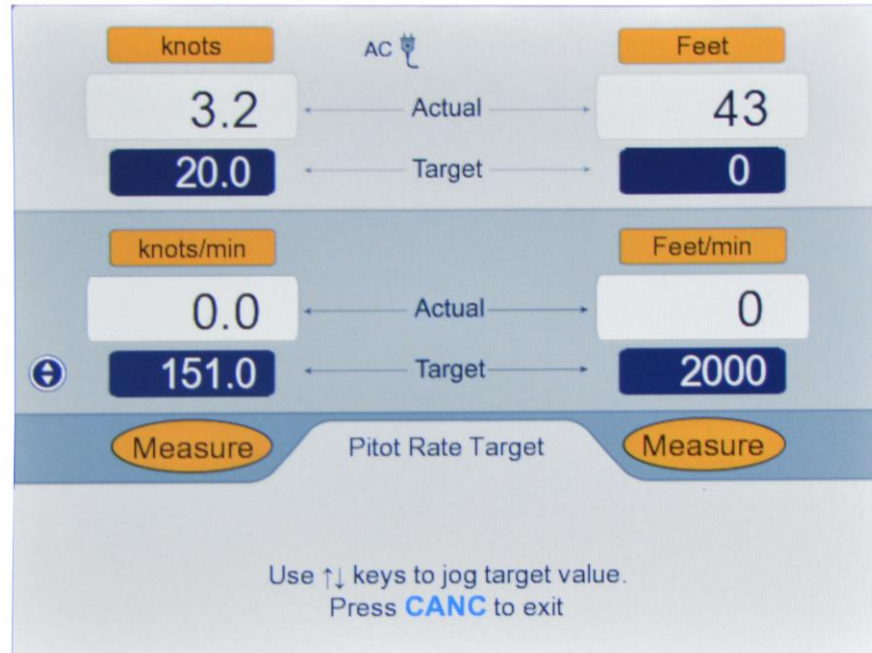 knots AC Feet
3.2 Actual 43
20.0 Target 0
knots/min Feet/min
0.0 Actual 0
151.0 Target 2000
Measure Pitot Rate Target Measure
Use ↑↓ keys to jog target value.
Press CANC to exit